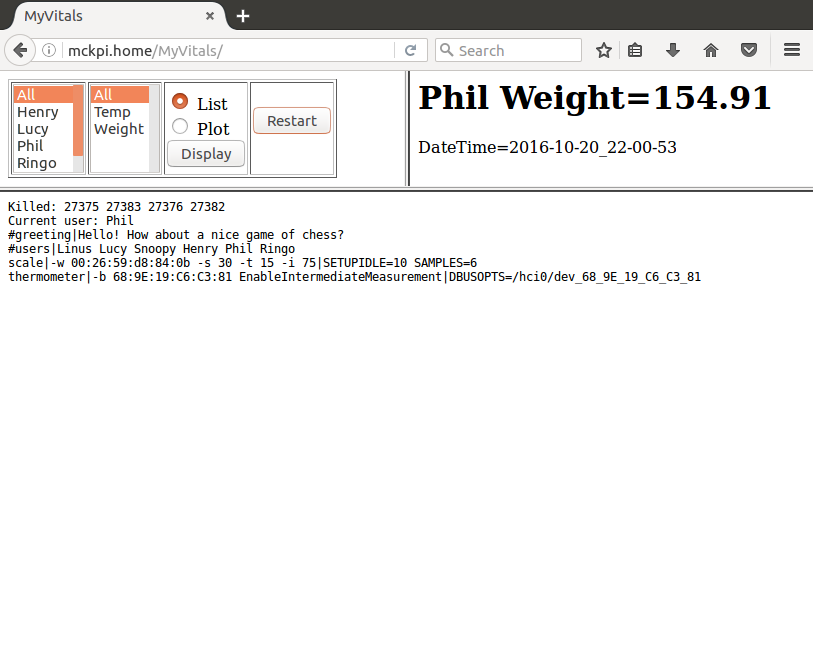 MyVitals
mckpi.home/MyVitals/
Search
All
Henry
Lucy
Phil
Ringo
All
Temp
Weight
List
Plot
Display
Restart
Phil Weight=154.91
DateTime=2016-10-20_22-00-53
Killed: 27375 27383 27376 27382
Current user: Phil
#greeting|Hello! How about a nice game of chess?
#users|Linus Lucy Snoopy Henry Phil Ringo
scale|-w 00:26:59:d8:84:0b -s 30 -t 15 -i 75|SETUPIDLE=10 SAMPLES=6
thermometer|-b 68:9E:19:C6:C3:81 EnableIntermediateMeasurement|DBUSOPTS=/hci0/dev_68_9E_19_C6_C3_81